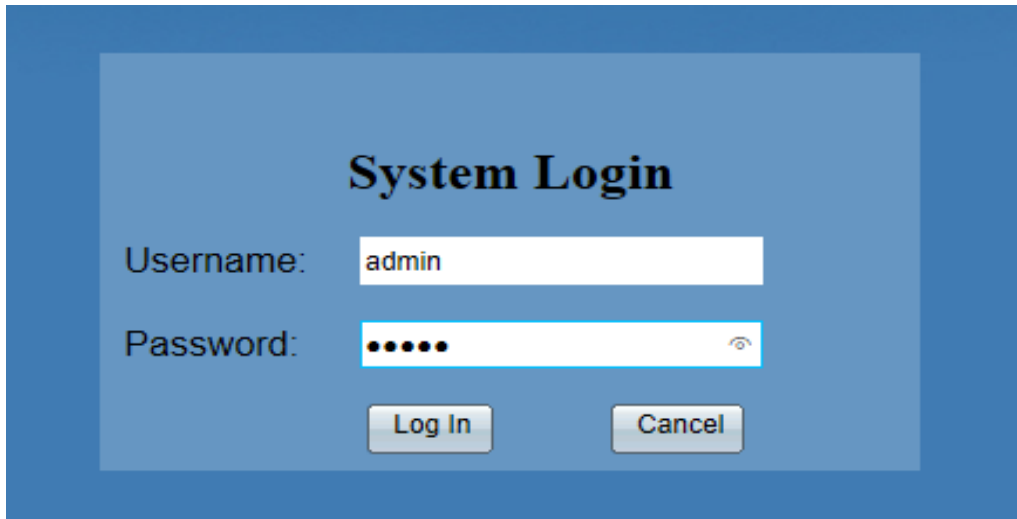 System Login
Username: admin
Password: •••••
Log In Cancel